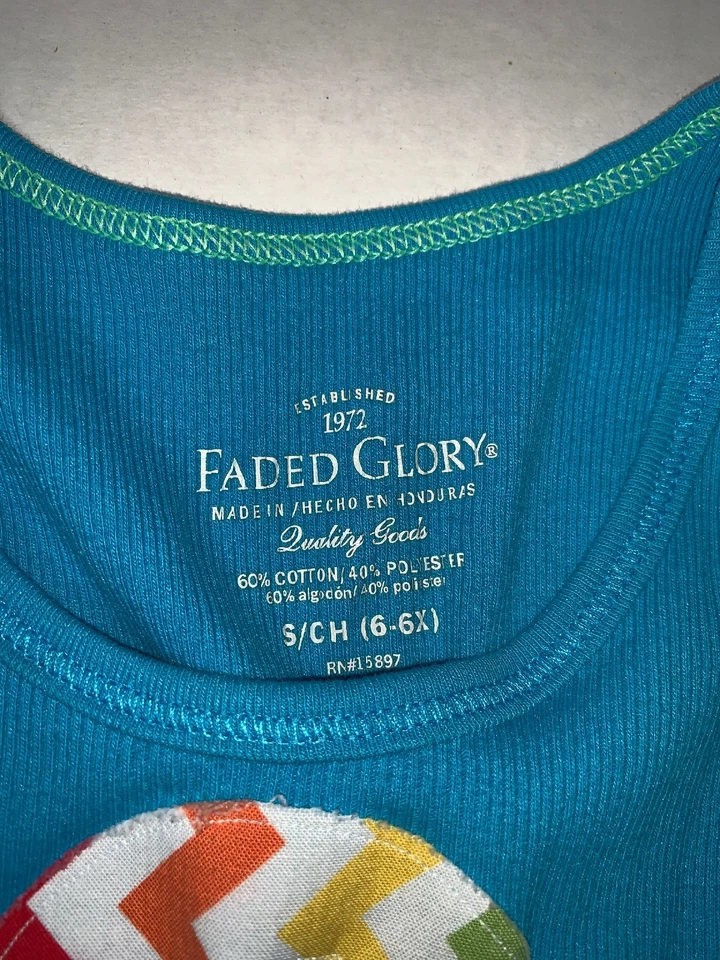 ESTABLISHED
1972
FADED GLORY®
MADE IN / HECHO EN HONDURAS
Quality Goods
60% COTTON/40% POLYESTER
60% algodón/40% poliester
S/CH (6-6X)
RN#15897